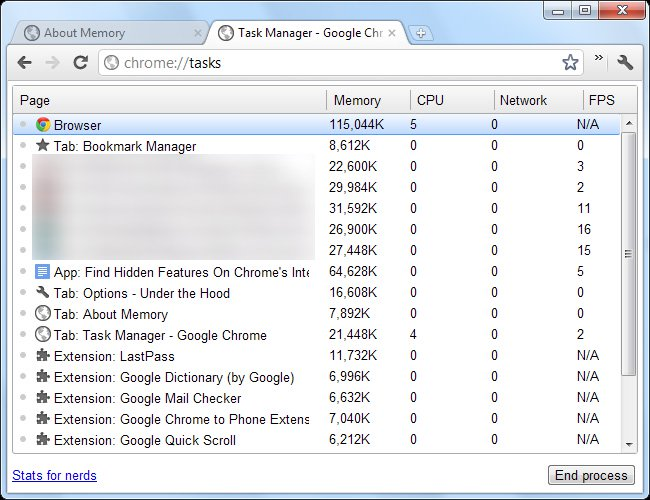 About Memory
Task Manager - Google Chr
chrome://tasks
Page Memory CPU Network FPS
Browser 115,044K 5 0 N/A
Tab: Bookmark Manager 8,612K 0 0 0
22,600K 0 0 3
29,984K 0 0 2
31,592K 0 0 11
26,900K 0 0 16
27,448K 0 0 15
App: Find Hidden Features On Chrome's Inte 64,628K 0 0 5
Tab: Options - Under the Hood 16,608K 0 0 0
Tab: About Memory 7,892K 0 0 0
Tab: Task Manager - Google Chrome 21,448K 4 0 2
Extension: LastPass 11,732K 0 0 N/A
Extension: Google Dictionary (by Google) 6,996K 0 0 N/A
Extension: Google Mail Checker 6,632K 0 0 N/A
Extension: Google Chrome to Phone Extens 7,040K 0 0 N/A
Extension: Google Quick Scroll 6,212K 0 0 N/A
Stats for nerds
End process